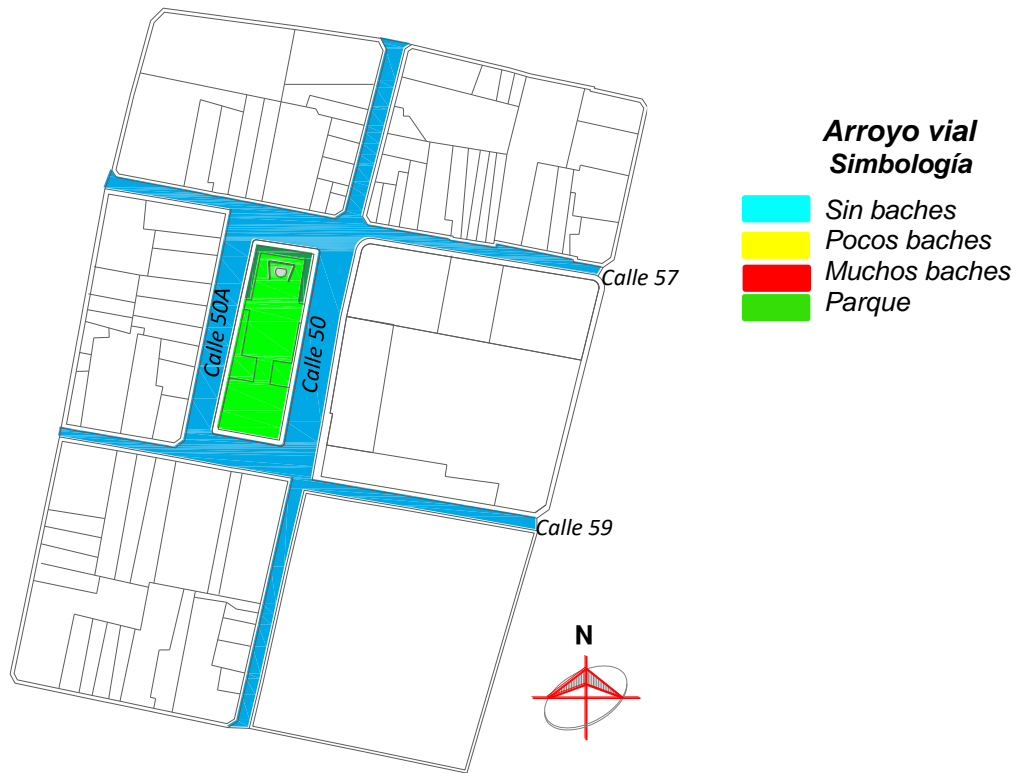 Arroyo vial
Simbología
Sin baches
Pocos baches
Muchos baches
Parque
Calle 57
Calle 50A
Calle 50
Calle 59
N